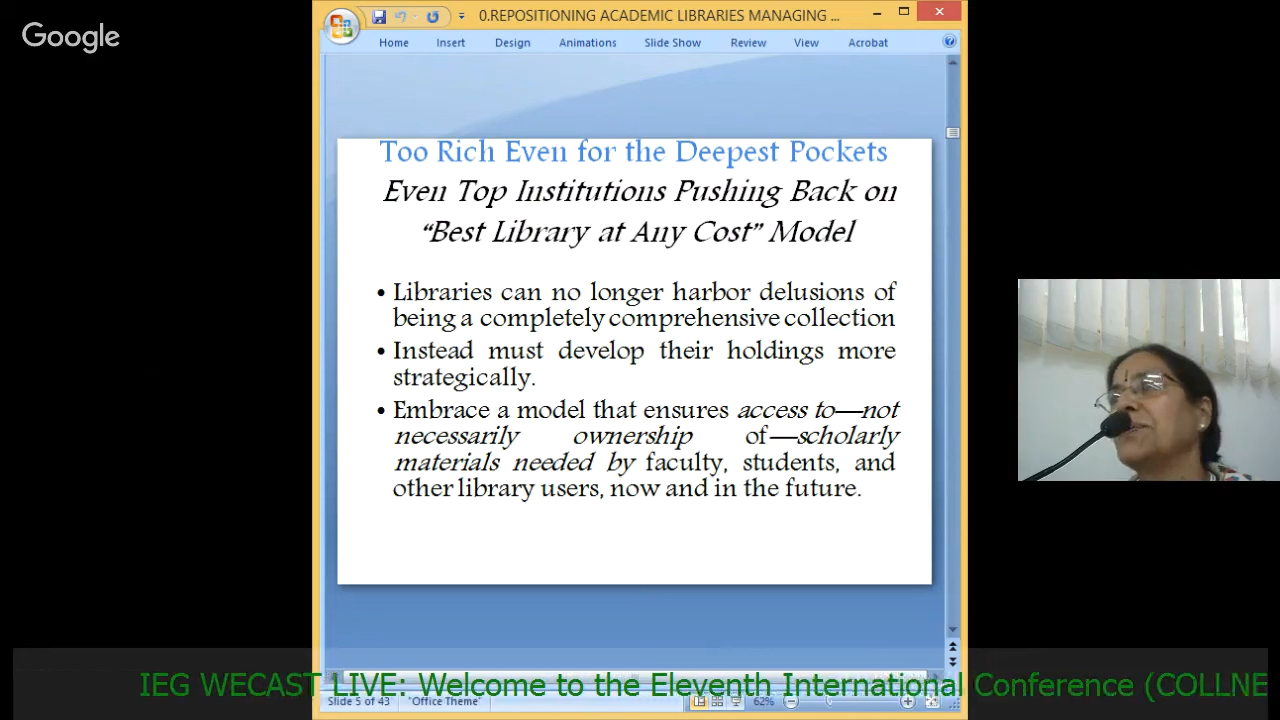 Google
0.REPOSITIONING ACADEMIC LIBRARIES MANAGING ...
Home Insert Design Animations Slide Show Review View Acrobat
Too Rich Even for the Deepest Pockets
Even Top Institutions Pushing Back on
“Best Library at Any Cost” Model
• Libraries can no longer harbor delusions of
being a completely comprehensive collection
• Instead must develop their holdings more
strategically.
• Embrace a model that ensures access to—not
necessarily ownership of—scholarly
materials needed by faculty, students, and
other library users, now and in the future.
IEG WECAST LIVE: Welcome to the Eleventh International Conference (COLLNE
Slide 5 of 43 "Office Theme" 62%